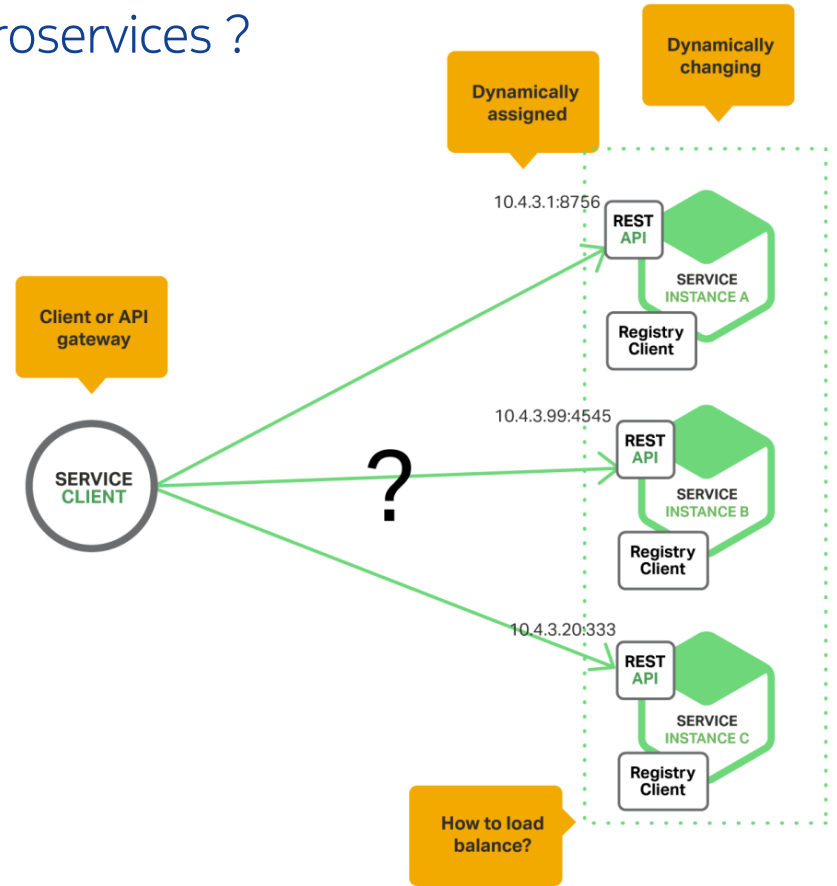 roservices ?
Dynamically
changing
Dynamically
assigned
10.4.3.1:8756
REST
API
SERVICE
INSTANCE A
Registry
Client
Client or API
gateway
10.4.3.99:4545
REST
API
SERVICE
CLIENT
?
SERVICE
INSTANCE B
Registry
Client
10.4.3.20:333
REST
API
SERVICE
INSTANCE C
Registry
Client
How to load
balance?